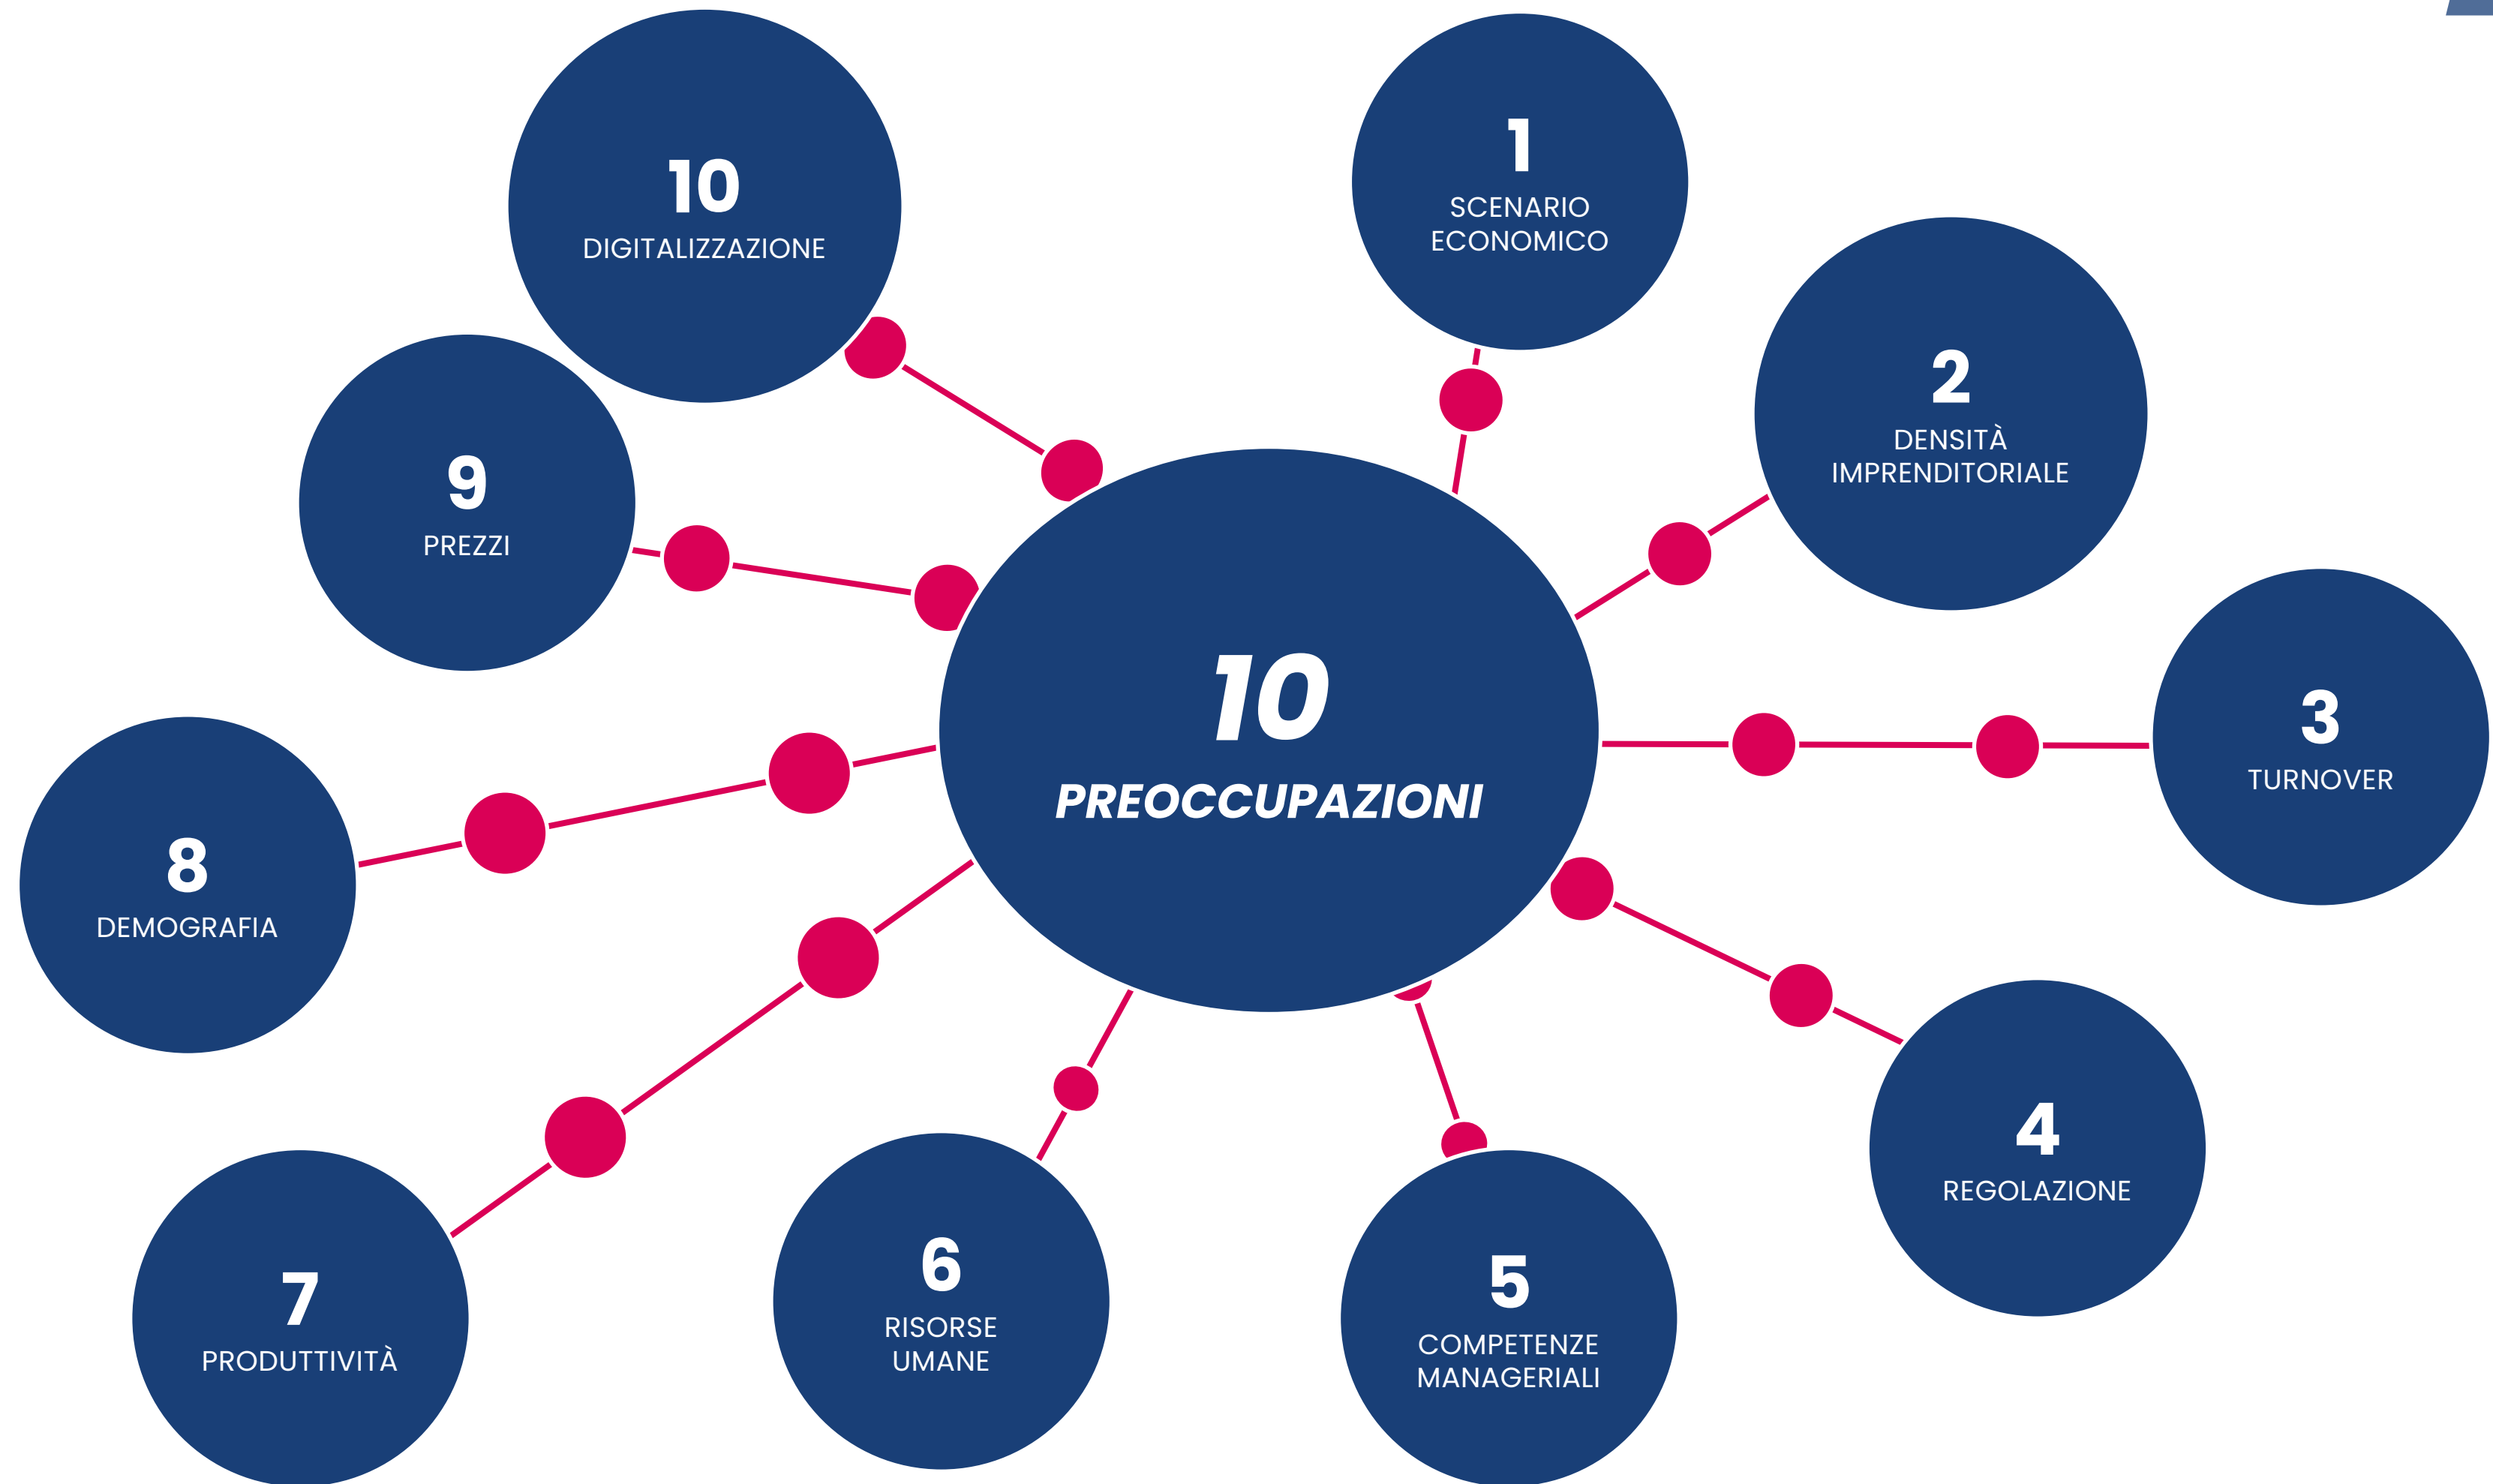 10
PREOCCUPAZIONI
1
SCENARIO
ECONOMICO
2
DENSITÀ
IMPRENDITORIALE
3
TURNOVER
4
REGOLAZIONE
5
COMPETENZE
MANAGERIALI
6
RISORSE
UMANE
7
PRODUTTIVITÀ
8
DEMOGRAFIA
9
PREZZI
10
DIGITALIZZAZIONE